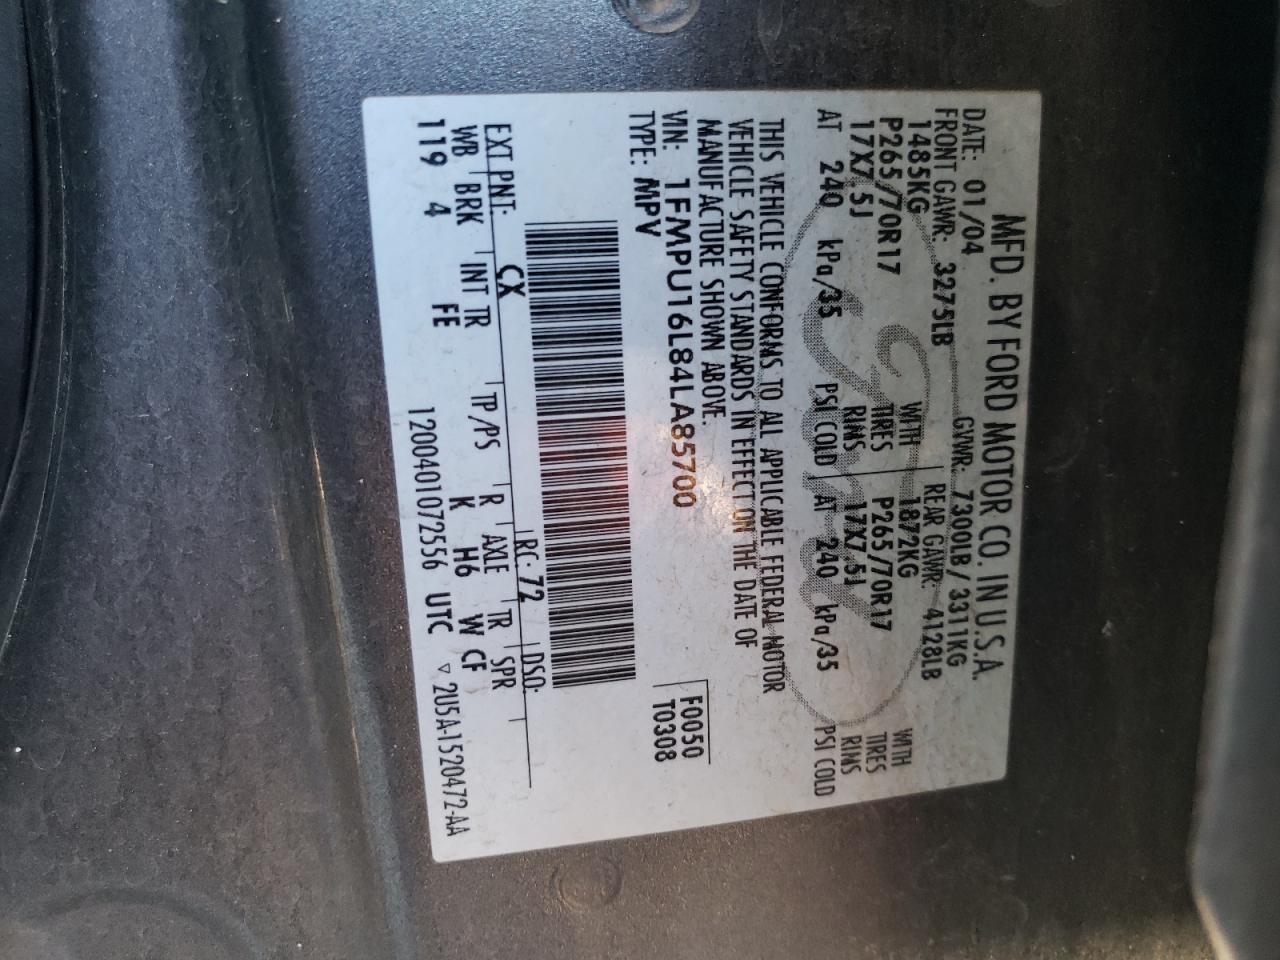 MFD. BY FORD MOTOR CO. IN U.S.A.
DATE: 01/04 GVWR: 7300LB / 3311KG
FRONT GAWR: 3275LB REAR GAWR: 4128LB
1485KG WITH 1872KG WITH
P265/70R17 TIRES P265/70R17 TIRES
17X7.5J RIMS 17X7.5J RIMS
AT 240 kPa/35 PSI COLD AT 240 kPa/35 PSI COLD
THIS VEHICLE CONFORMS TO ALL APPLICABLE FEDERAL MOTOR
VEHICLE SAFETY STANDARDS IN EFFECT ON THE DATE OF
MANUFACTURE SHOWN ABOVE.
VIN: 1FMPU16L84LA85700 F0050
TYPE: MPV T0308
EXT PNT: CX RC: 72 DSO:
WB BRK INT TR TP/PS R AXLE TR SPR
119 4 FE K H6 W CF
1200401072556 UTC ▽ 2U5A-1520472-AA
Ford